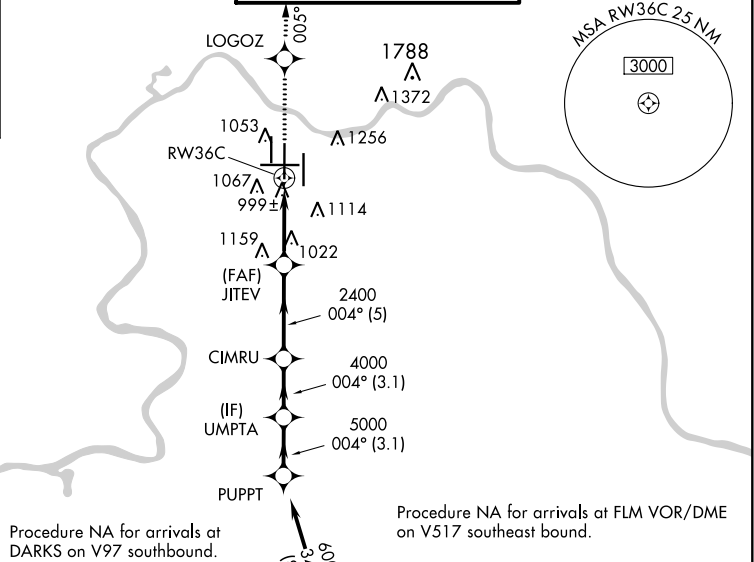 005°
LOGOZ
MSA RW36C 25 NM
3000
1788
1372
1053
1256
RW36C
1067
999±
1114
1159
1022
(FAF)
JITEV
2400
004° (5)
CIMRU
4000
004° (3.1)
(IF)
UMPTA
5000
004° (3.1)
PUPPT
Procedure NA for arrivals at FLM VOR/DME
on V517 southeast bound.
Procedure NA for arrivals at
DARKS on V97 southbound.